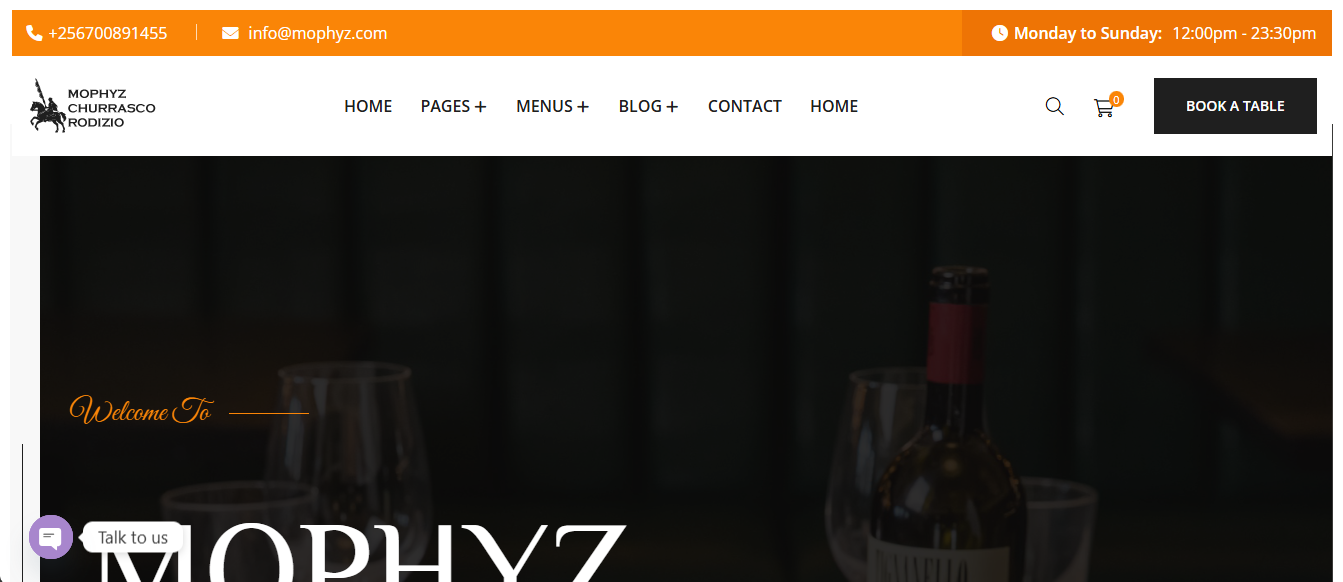 +256700891455 info@mophyz.com Monday to Sunday: 12:00pm - 23:30pm
MOPHYZ
CHURRASCO
RODIZIO
HOME PAGES + MENUS + BLOG + CONTACT HOME
0
BOOK A TABLE
Welcome To
Talk to us
MOPHYZ